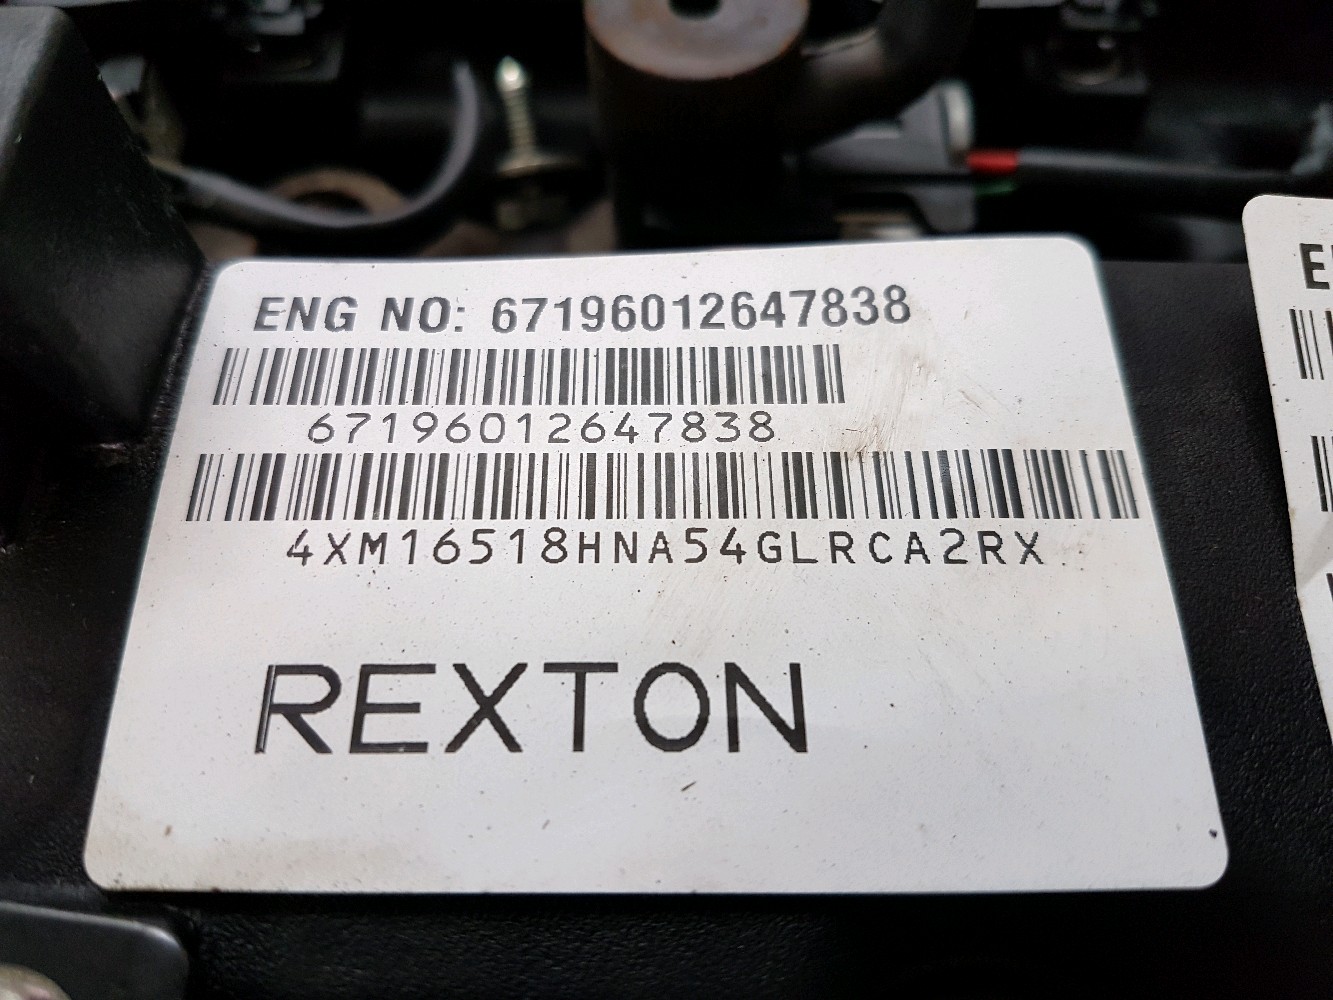 ENG NO: 67196012647838
67196012647838
4XM16518HNA54GLRCA2RX
REXTON
E